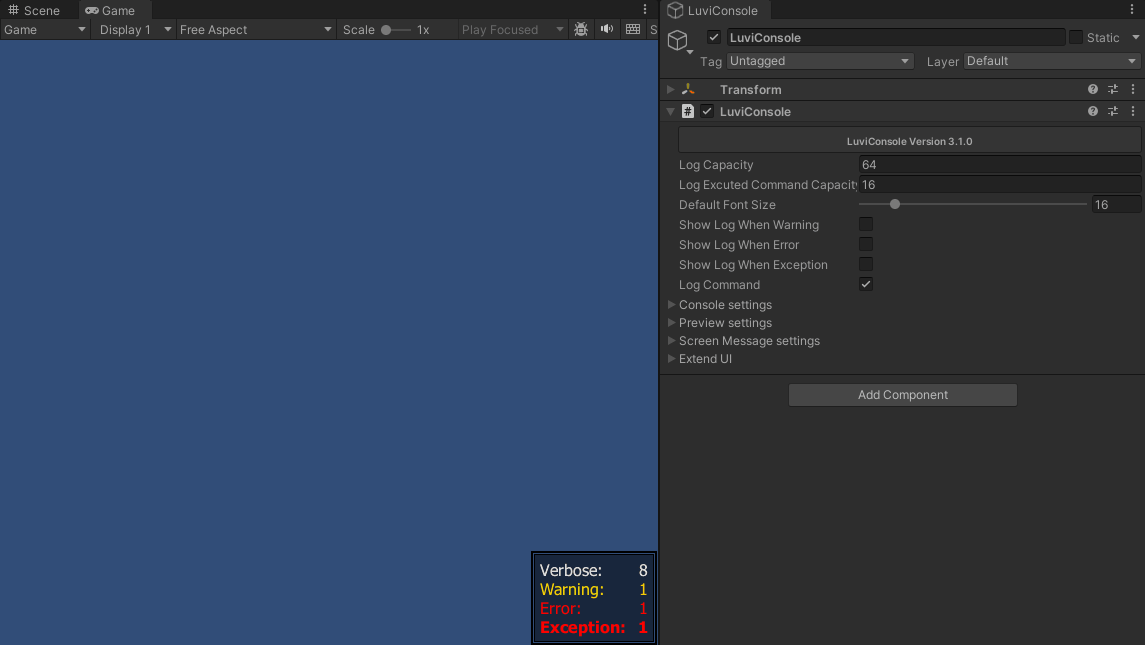 Scene
Game
Game
Display 1
Free Aspect
Scale
1x
Play Focused
S
Verbose: 8
Warning: 1
Error: 1
Exception: 1
LuviConsole
LuviConsole
Static
Tag
Untagged
Layer
Default
Transform
LuviConsole
LuviConsole Version 3.1.0
Log Capacity 64
Log Excuted Command Capacity 16
Default Font Size 16
Show Log When Warning
Show Log When Error
Show Log When Exception
Log Command
Console settings
Preview settings
Screen Message settings
Extend UI
Add Component